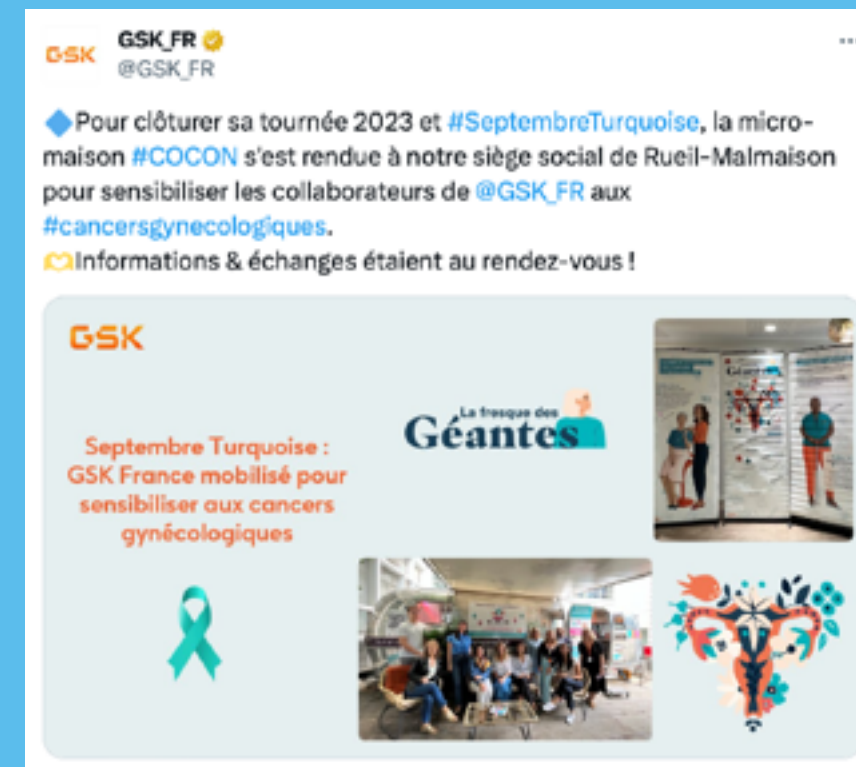 GSK
GSK_FR
@GSK_FR
🔷Pour clôturer sa tournée 2023 et #SeptembreTurquoise, la micro-
maison #COCON s'est rendue à notre siège social de Rueil-Malmaison
pour sensibiliser les collaborateurs de @GSK_FR aux
#cancersgynecologiques.
🫶Informations & échanges étaient au rendez-vous !
GSK
Septembre Turquoise :
GSK France mobilisé pour
sensibiliser aux cancers
gynécologiques
La fresque des
Géantes
Géantes